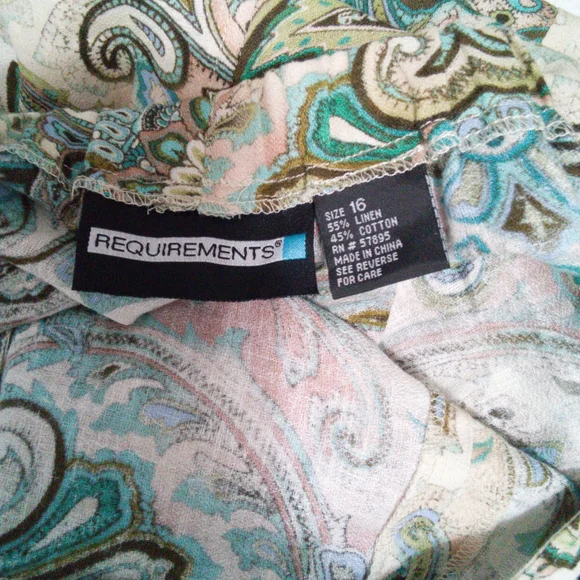 REQUIREMENTS®
SIZE 16
55% LINEN
45% COTTON
RN # 57895
MADE IN CHINA
SEE REVERSE
FOR CARE